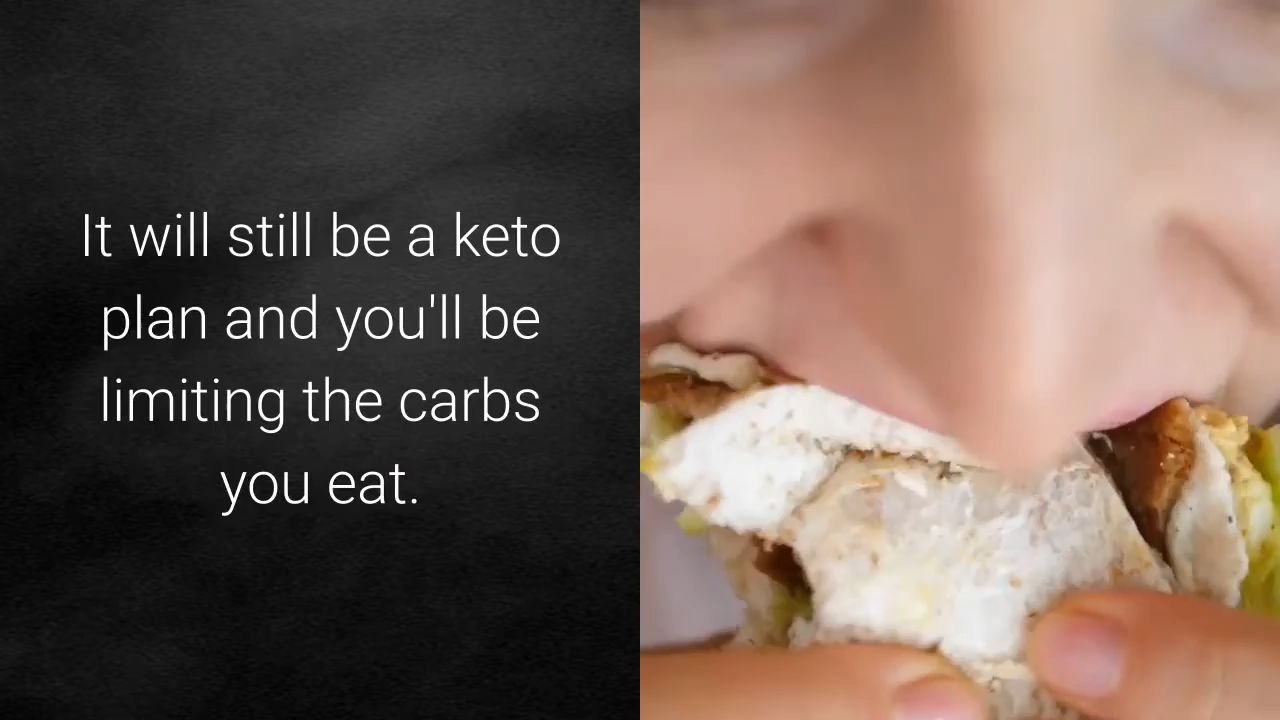 It will still be a keto
plan and you'll be
limiting the carbs
you eat.